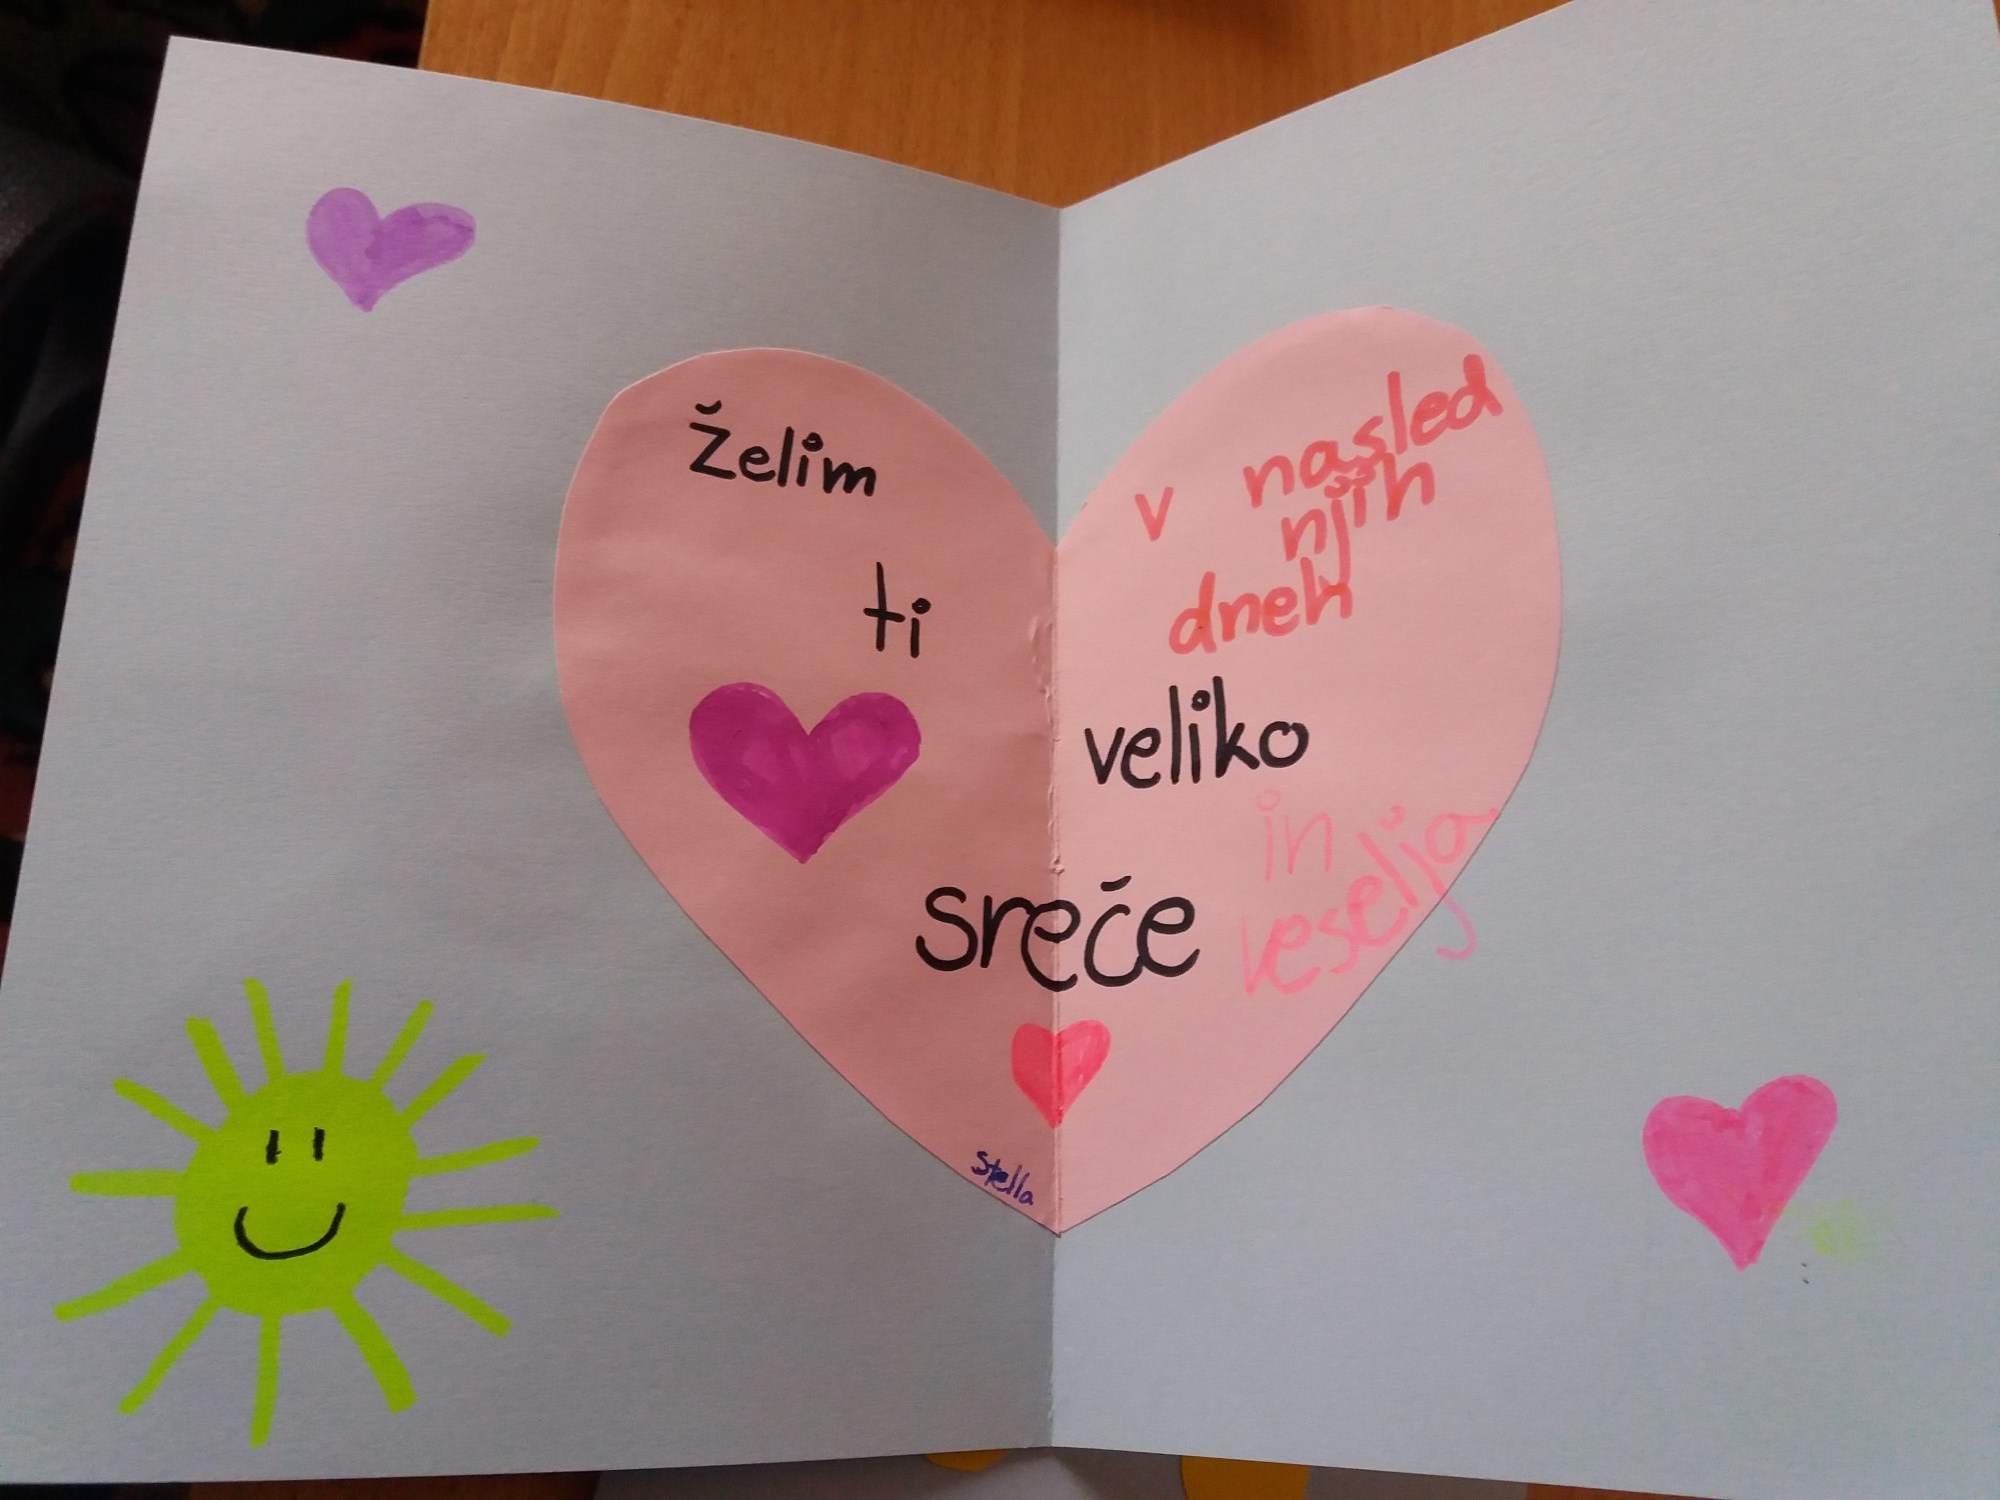 Želim
ti
v nasled
njih
dneh
veliko
sreče
in
veselja
Stella